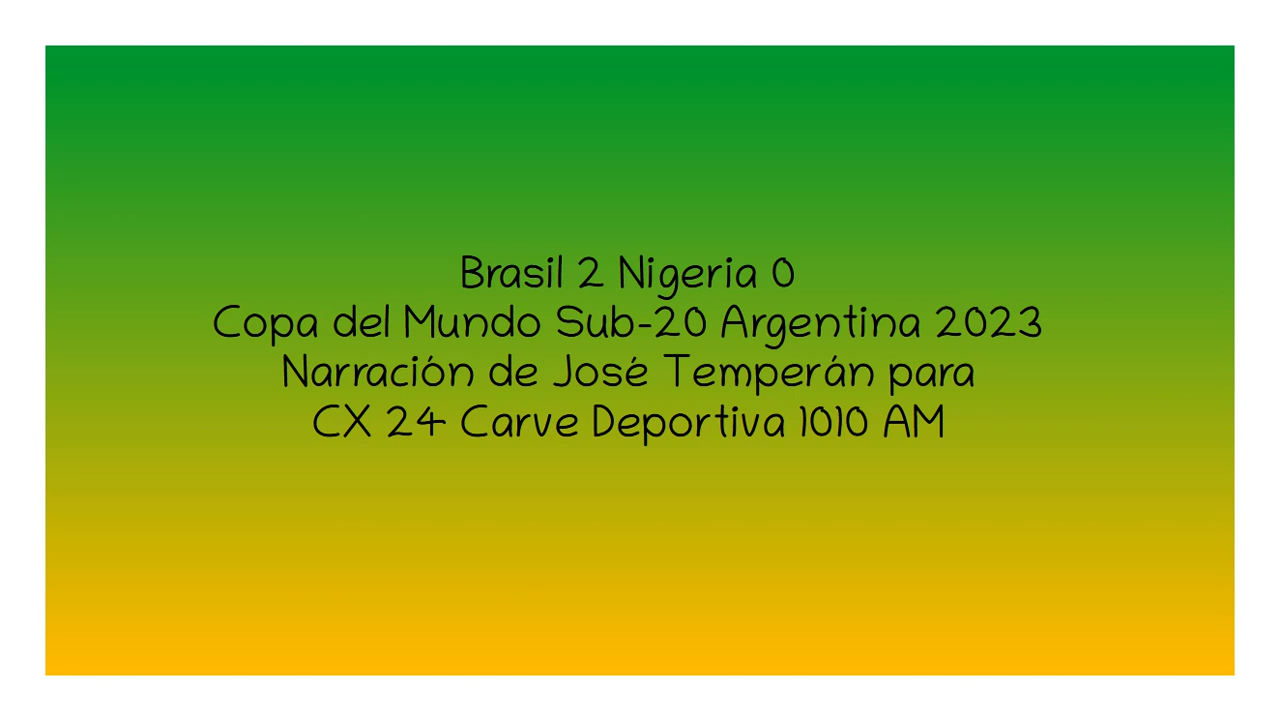 Brasil 2 Nigeria 0
Copa del Mundo Sub-20 Argentina 2023
Narración de José Temperán para
CX 24 Carve Deportiva 1010 AM